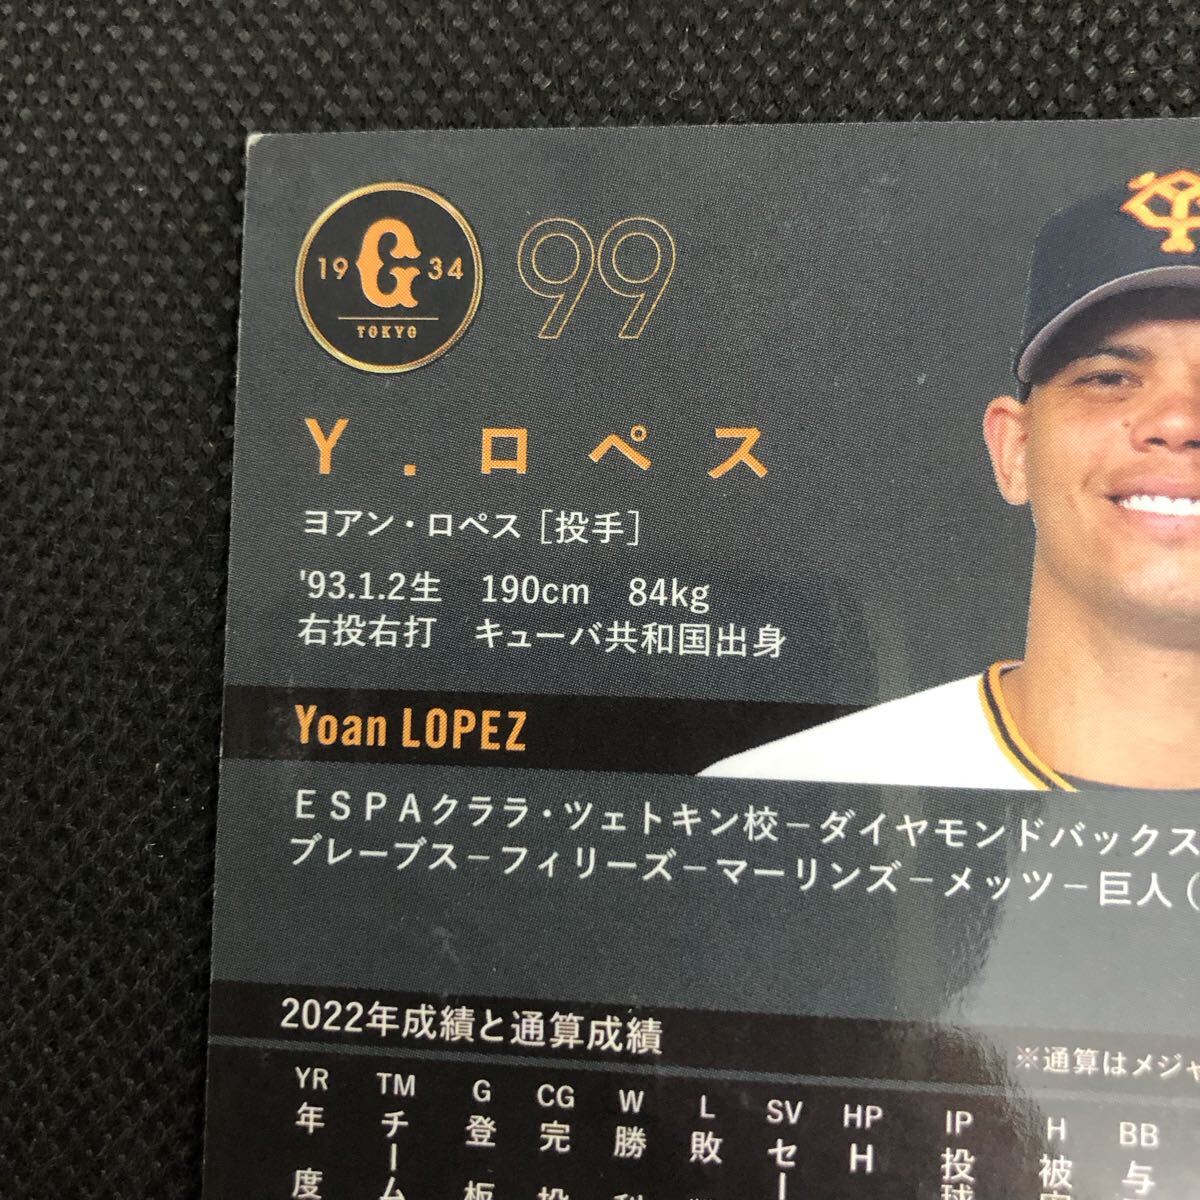 19 G 34
TOKYO
99
YG
Y.ロペス
ヨアン・ロペス [投手]
'93.1.2生 190cm 84kg
右投右打 キューバ共和国出身
Yoan LOPEZ
ESPAクララ・ツェトキン校－ダイヤモンドバックス
ブレーブス－フィリーズ－マーリンズ－メッツ－巨人(
2022年成績と通算成績
※通算はメジャ
YR TM G CG W L SV HP IP H BB
年度 チーム 登板 完投 勝利 敗 セー H 投球 被 与